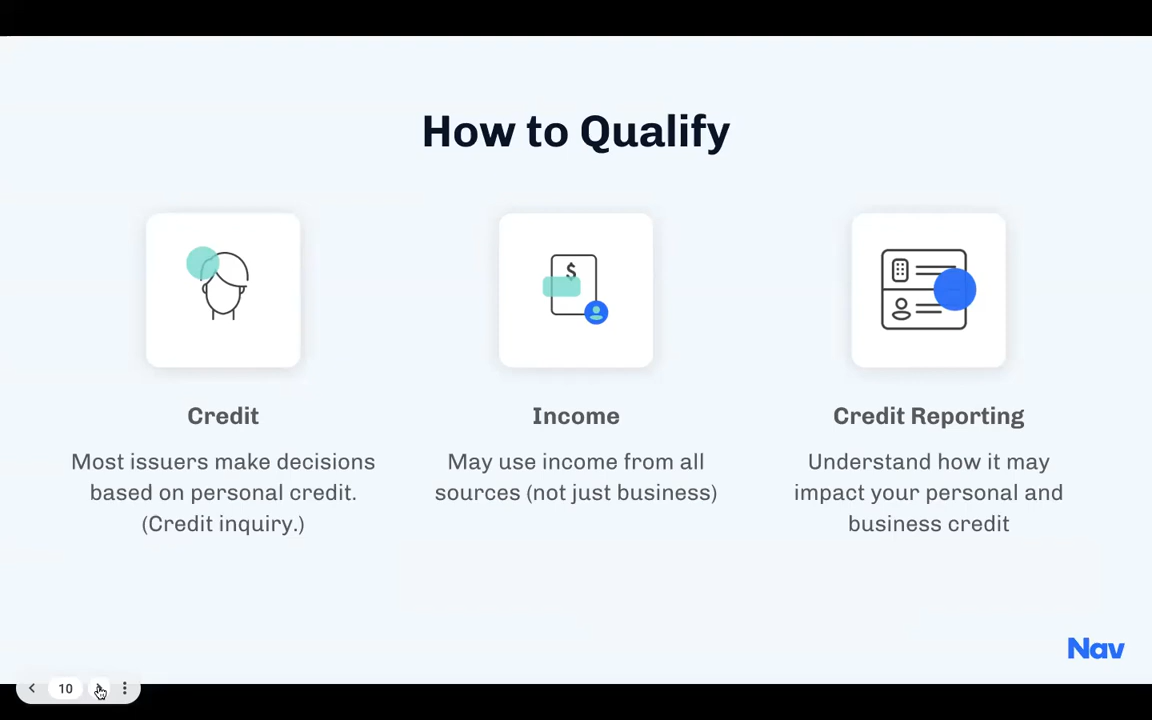 How to Qualify
$
Credit
Most issuers make decisions
based on personal credit.
(Credit inquiry.)
Income
May use income from all
sources (not just business)
Credit Reporting
Understand how it may
impact your personal and
business credit
Nav
10